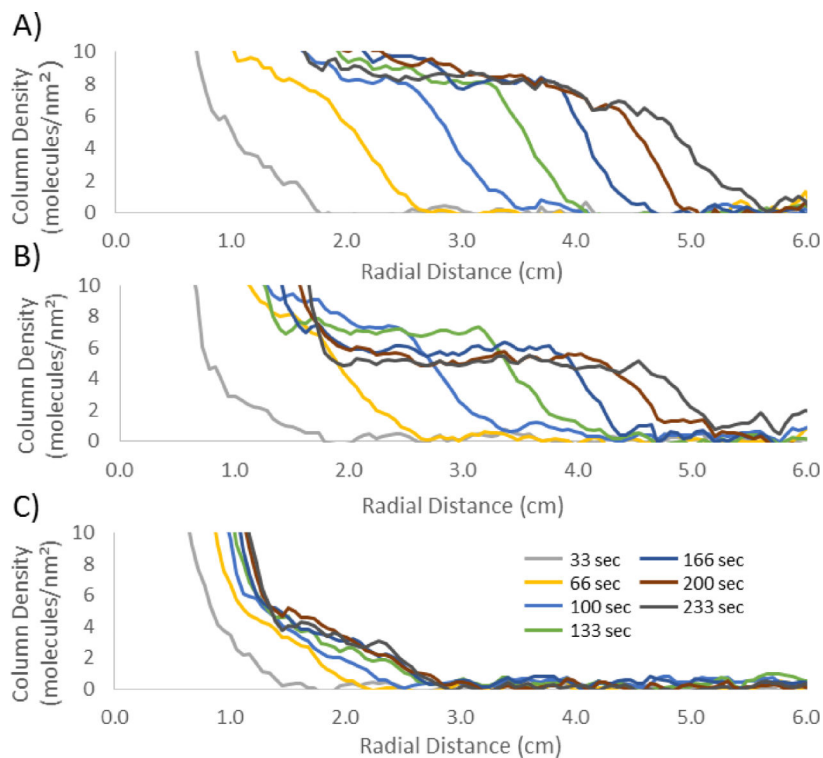 A)
Column Density
(molecules/nm²)
10
8
6
4
2
0
0.0 1.0 2.0 3.0 4.0 5.0 6.0
Radial Distance (cm)
B)
Column Density
(molecules/nm²)
10
8
6
4
2
0
0.0 1.0 2.0 3.0 4.0 5.0 6.0
Radial Distance (cm)
C)
Column Density
(molecules/nm²)
10
8
6
4
2
0
33 sec 166 sec
66 sec 200 sec
100 sec 233 sec
133 sec
0.0 1.0 2.0 3.0 4.0 5.0 6.0
Radial Distance (cm)